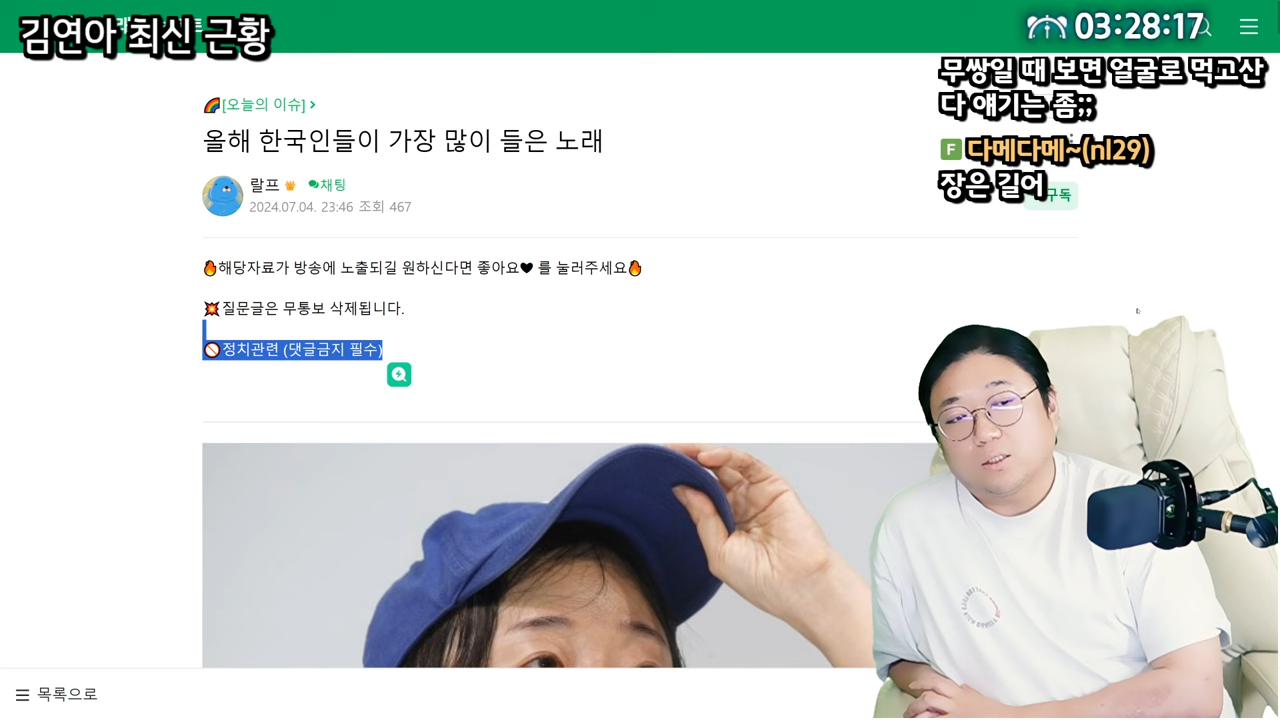 김연아 최신 근황
03:28:17
무쌍일 때 보면 얼굴로 먹고산
다 얘기는 좀;;
F 다메다메~(nl29)
장은 길어
구독
[오늘의 이슈]
올해 한국인들이 가장 많이 들은 노래
랄프 채팅
2024.07.04. 23:46 조회 467
해당자료가 방송에 노출되길 원하신다면 좋아요🖤 를 눌러주세요
질문글은 무통보 삭제됩니다.
정치관련 (댓글금지 필수)
목록으로